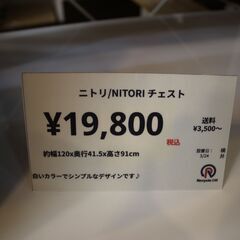 ニトリ/NITORI チェスト
¥19,800
税込
送料
¥3,500～
約幅120x奥行41.5x高さ91cm
3/24
白いカラーでシンプルなデザインです♪